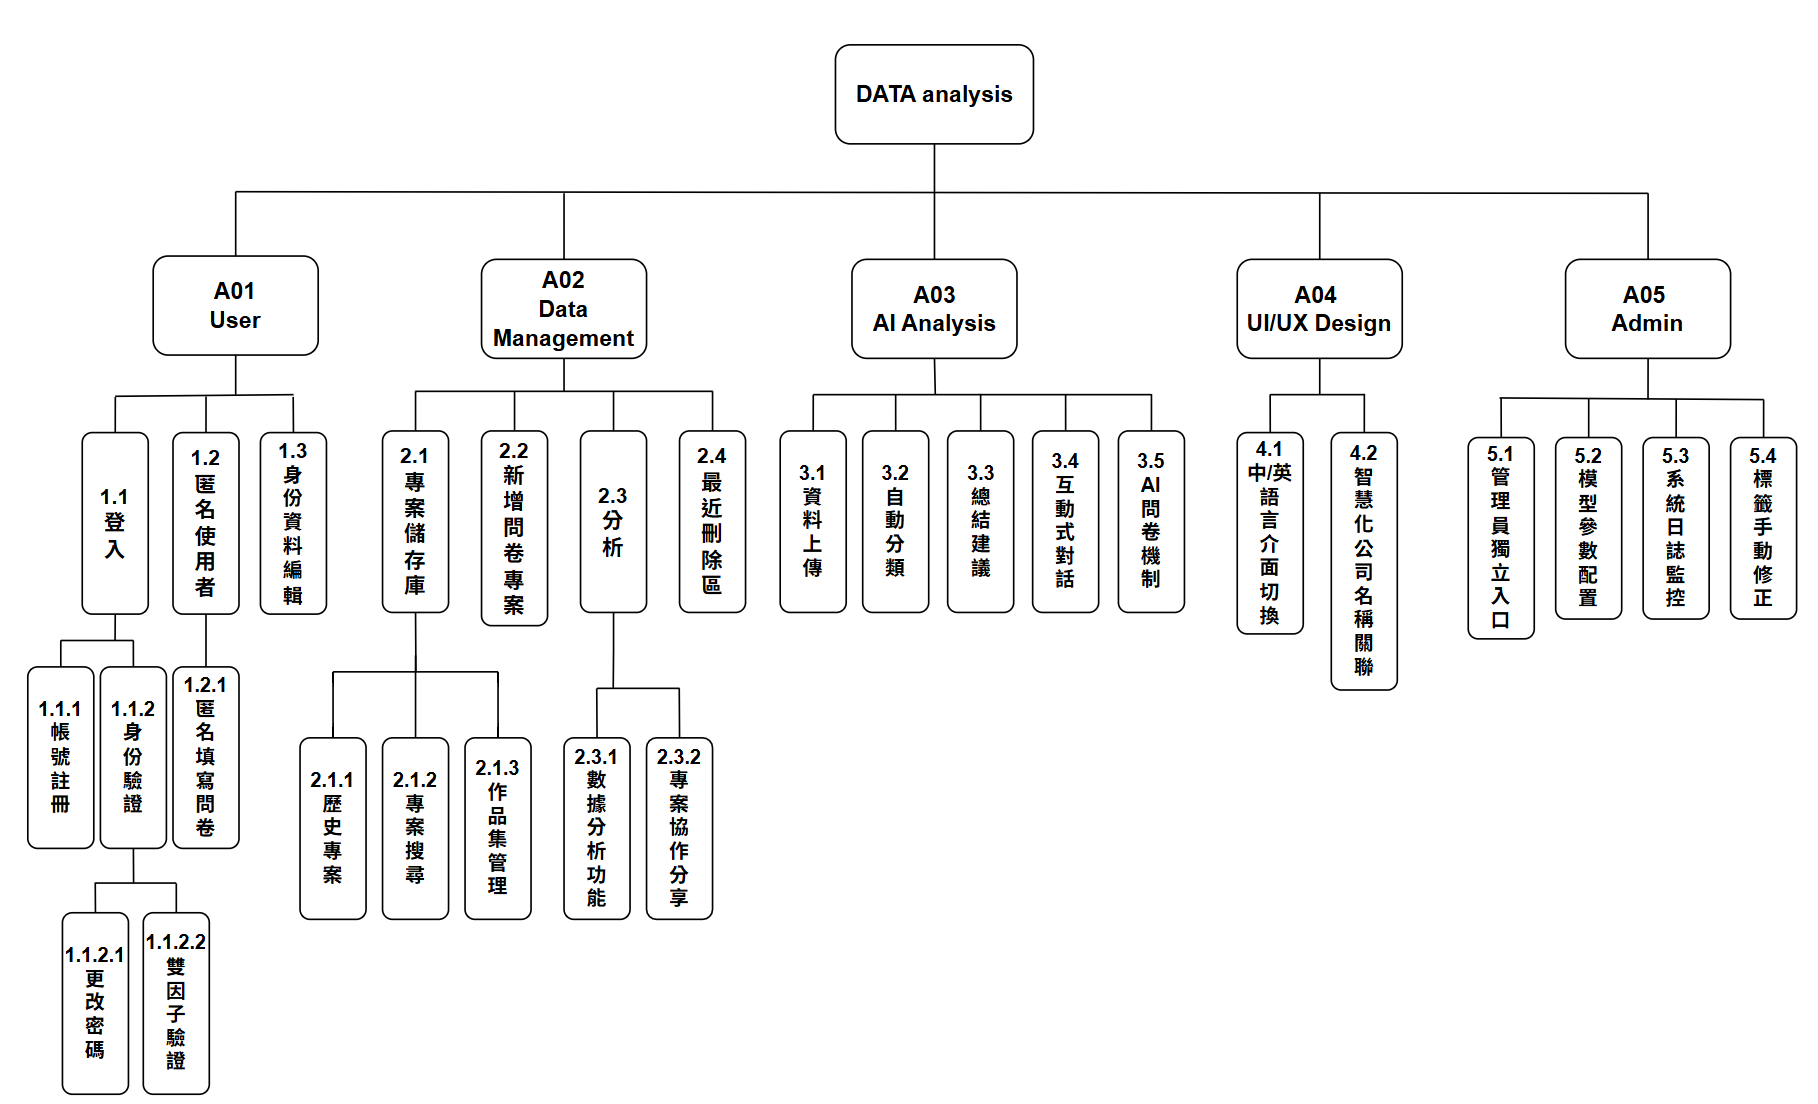 DATA analysis
A01
User
A02
Data
Management
A03
AI Analysis
A04
UI/UX Design
A05
Admin
1.1
登
入
1.2
匿
名
使
用
者
1.3
身
份
資
料
編
輯
2.1
專
案
儲
存
庫
2.2
新
增
問
卷
專
案
2.3
分
析
2.4
最
近
刪
除
區
3.1
資
料
上
傳
3.2
自
動
分
類
3.3
總
結
建
議
3.4
互
動
式
對
話
3.5
AI
問
卷
機
制
4.1
中/英
語
言
介
面
切
換
4.2
智
慧
化
公
司
名
稱
關
聯
5.1
管
理
員
獨
立
入
口
5.2
模
型
參
數
配
置
5.3
系
統
日
誌
監
控
5.4
標
籤
手
動
修
正
1.1.1
帳
號
註
冊
1.1.2
身
份
驗
證
1.2.1
匿
名
填
寫
問
卷
2.1.1
歷
史
專
案
2.1.2
專
案
搜
尋
2.1.3
作
品
集
管
理
2.3.1
數
據
分
析
功
能
2.3.2
專
案
協
作
分
享
1.1.2.1
更
改
密
碼
1.1.2.2
雙
因
子
驗
證